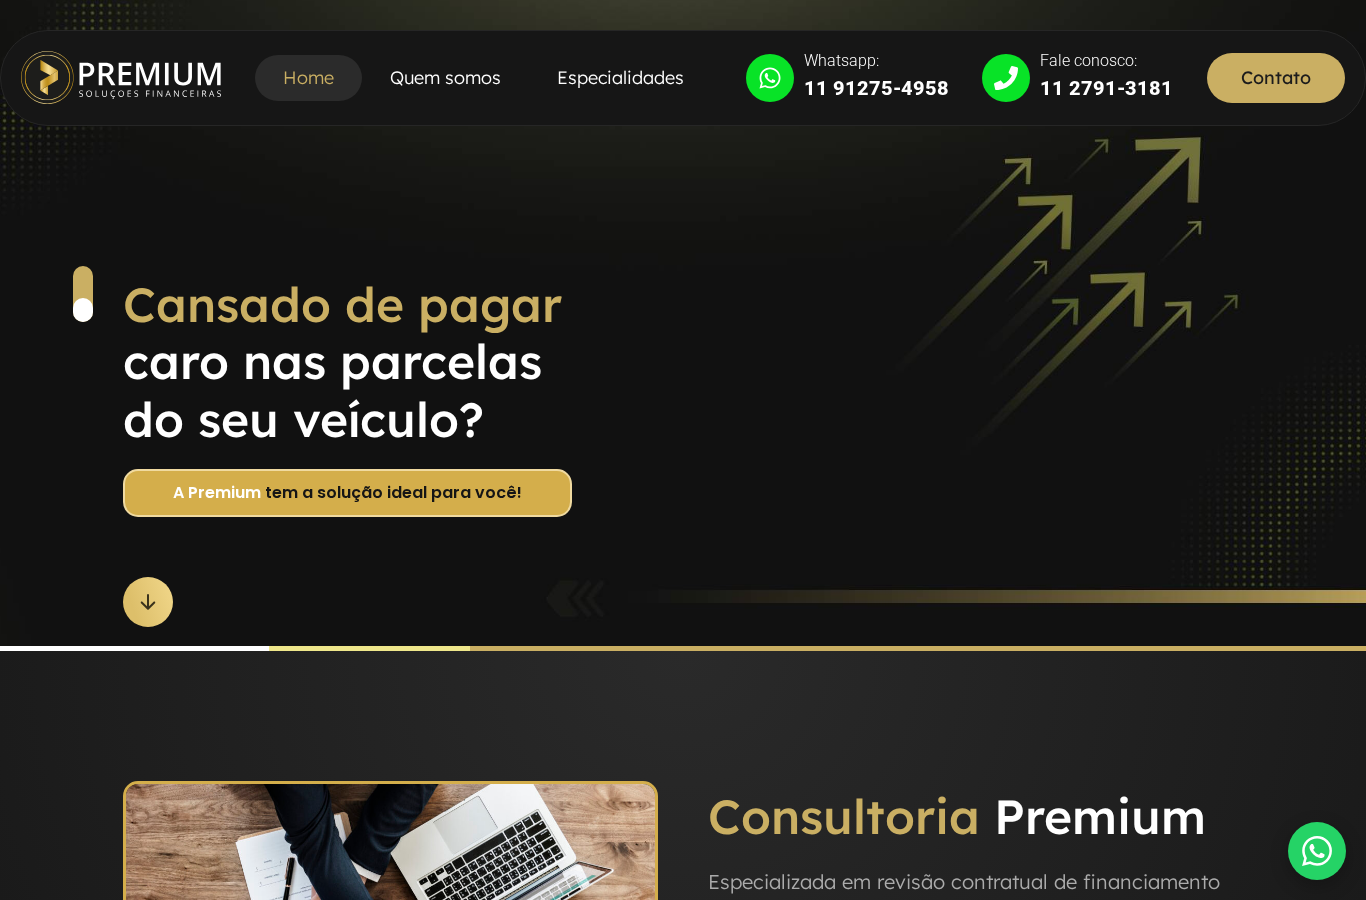 PREMIUM
SOLUÇÕES FINANCEIRAS
Home
Quem somos
Especialidades
Whatsapp:
11 91275-4958
Fale conosco:
11 2791-3181
Contato
Cansado de pagar
caro nas parcelas
do seu veículo?
A Premium tem a solução ideal para você!
Consultoria Premium
Especializada em revisão contratual de financiamento